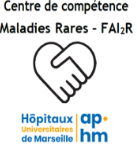 Centre de compétence
Maladies Rares - FAI₂R
Hôpitaux
Universitaires
de Marseille
ap•
hm